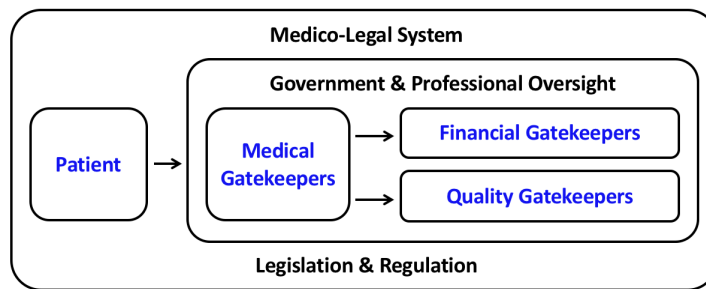 Medico-Legal System
Government & Professional Oversight
Patient
Medical
Gatekeepers
Financial Gatekeepers
Quality Gatekeepers
Legislation & Regulation